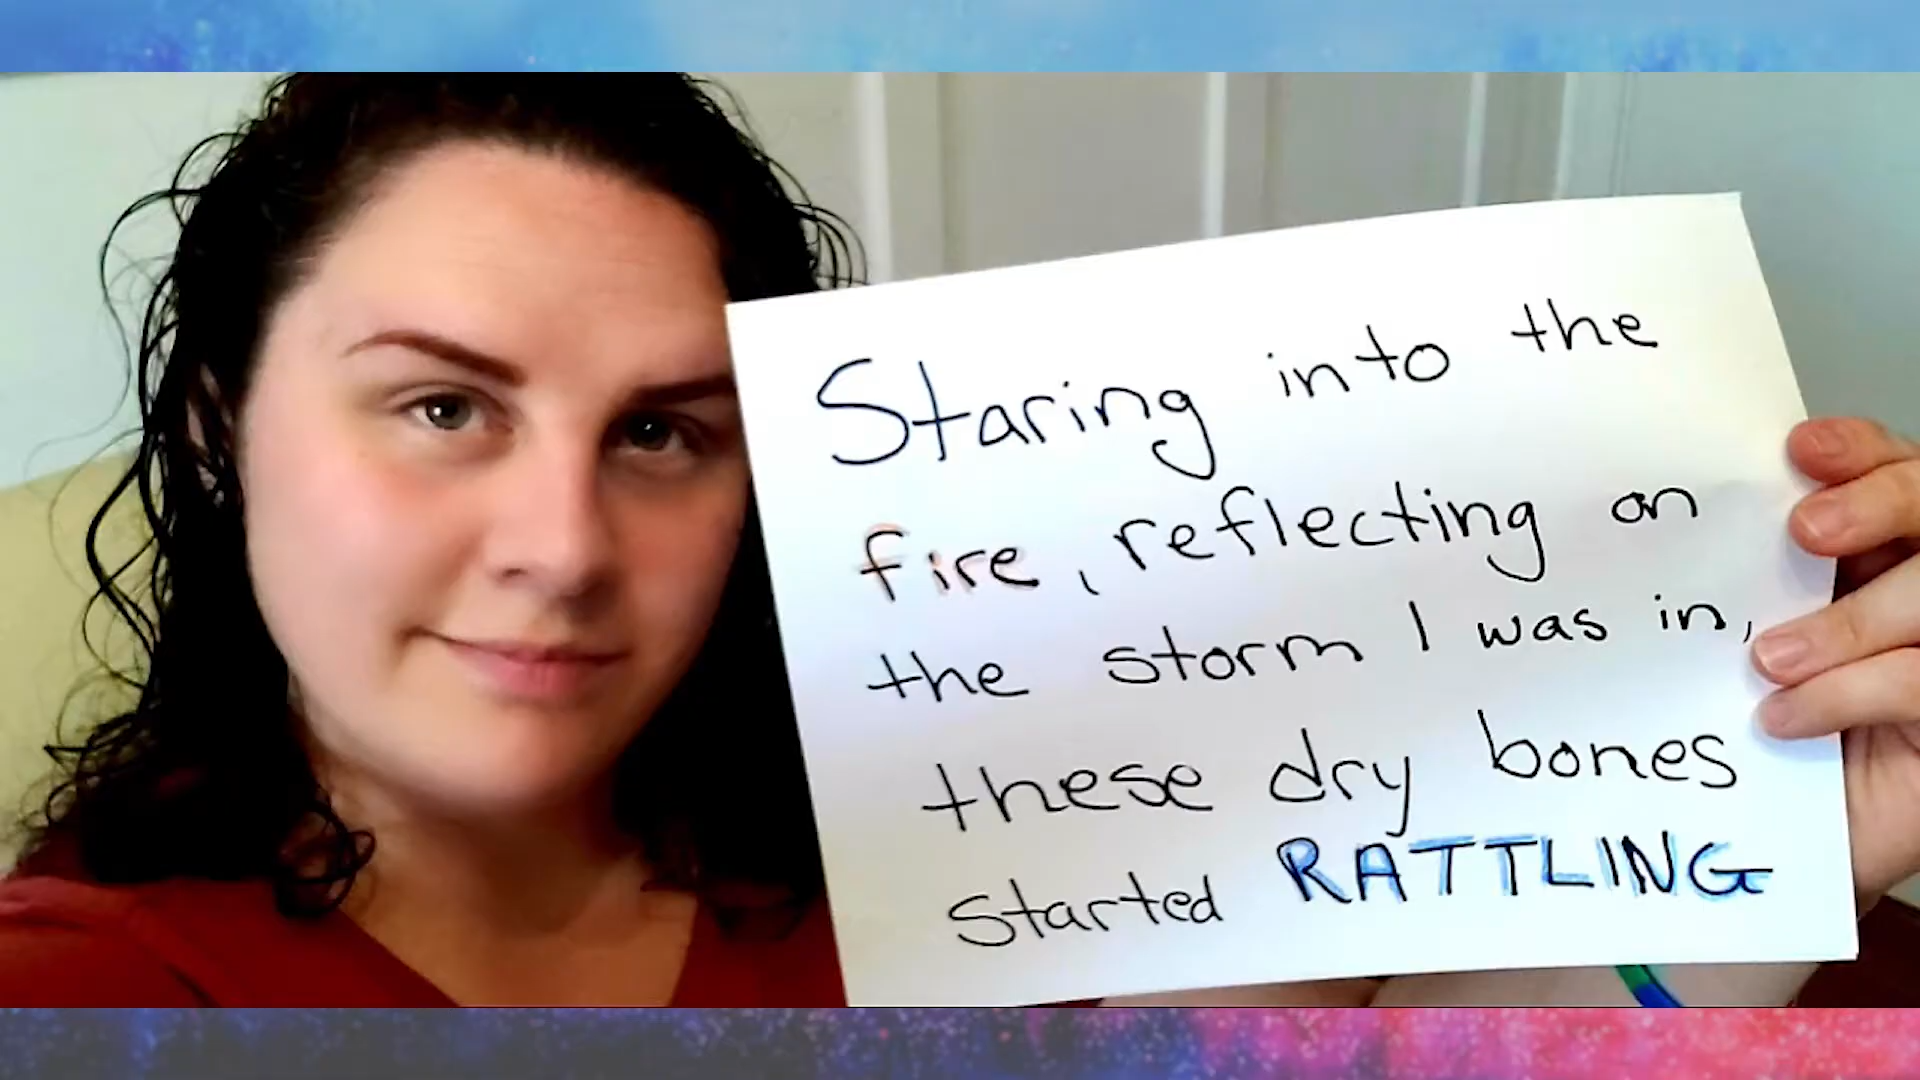 Staring into the
fire, reflecting on
the storm I was in,
these dry bones
started RATTLING